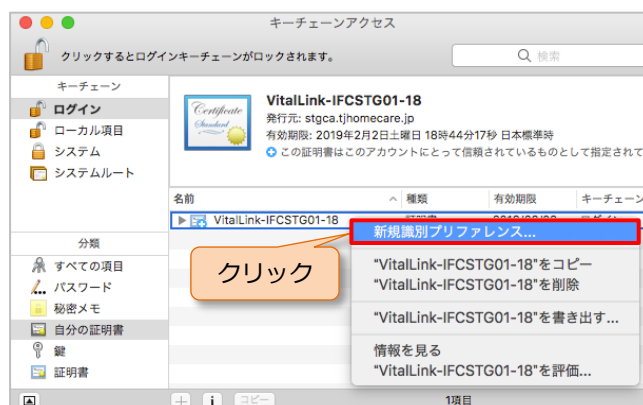 キーチェーンアクセス
クリックするとログインキーチェーンがロックされます。
検索
キーチェーン
ログイン
ローカル項目
システム
システムルート
Certificate
Standard
VitalLink-IFCSTG01-18
発行元: stgca.tjhomecare.jp
有効期限: 2019年2月2日土曜日 18時44分17秒 日本標準時
この証明書はこのアカウントにとって信頼されているものとして指定されて
名前
種類
有効期限
キーチェーン
VitalLink-IFCSTG01-18
新規識別プリファレンス...
クリック
"VitalLink-IFCSTG01-18"をコピー
"VitalLink-IFCSTG01-18"を削除
"VitalLink-IFCSTG01-18"を書き出す...
情報を見る
"VitalLink-IFCSTG01-18"を評価...
分類
すべての項目
パスワード
秘密メモ
自分の証明書
鍵
証明書
コピー
1項目